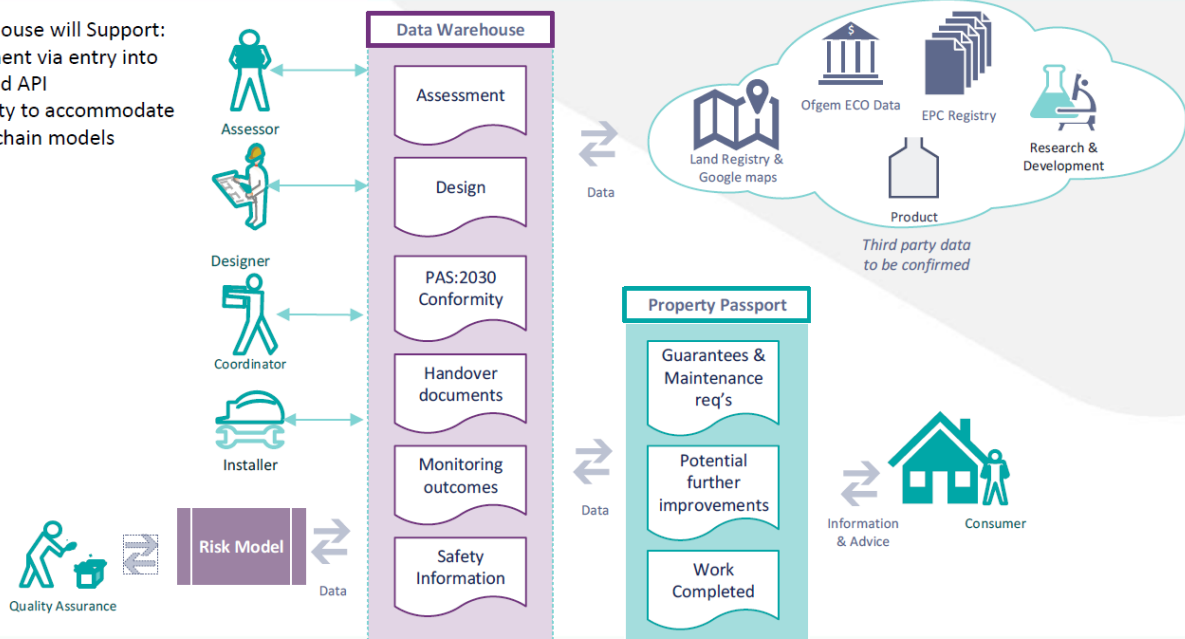 ouse will Support:
ent via entry into
d API
ty to accommodate
chain models
Assessor
Designer
Coordinator
Installer
Quality Assurance
Risk Model
Data
Data Warehouse
Assessment
Design
PAS:2030
Conformity
Handover
documents
Monitoring
outcomes
Safety
Information
Data
Land Registry &
Google maps
$
Ofgem ECO Data
EPC Registry
Research &
Development
Product
Third party data
to be confirmed
Data
Property Passport
Guarantees &
Maintenance
req's
Potential
further
improvements
Work
Completed
Information
& Advice
Consumer